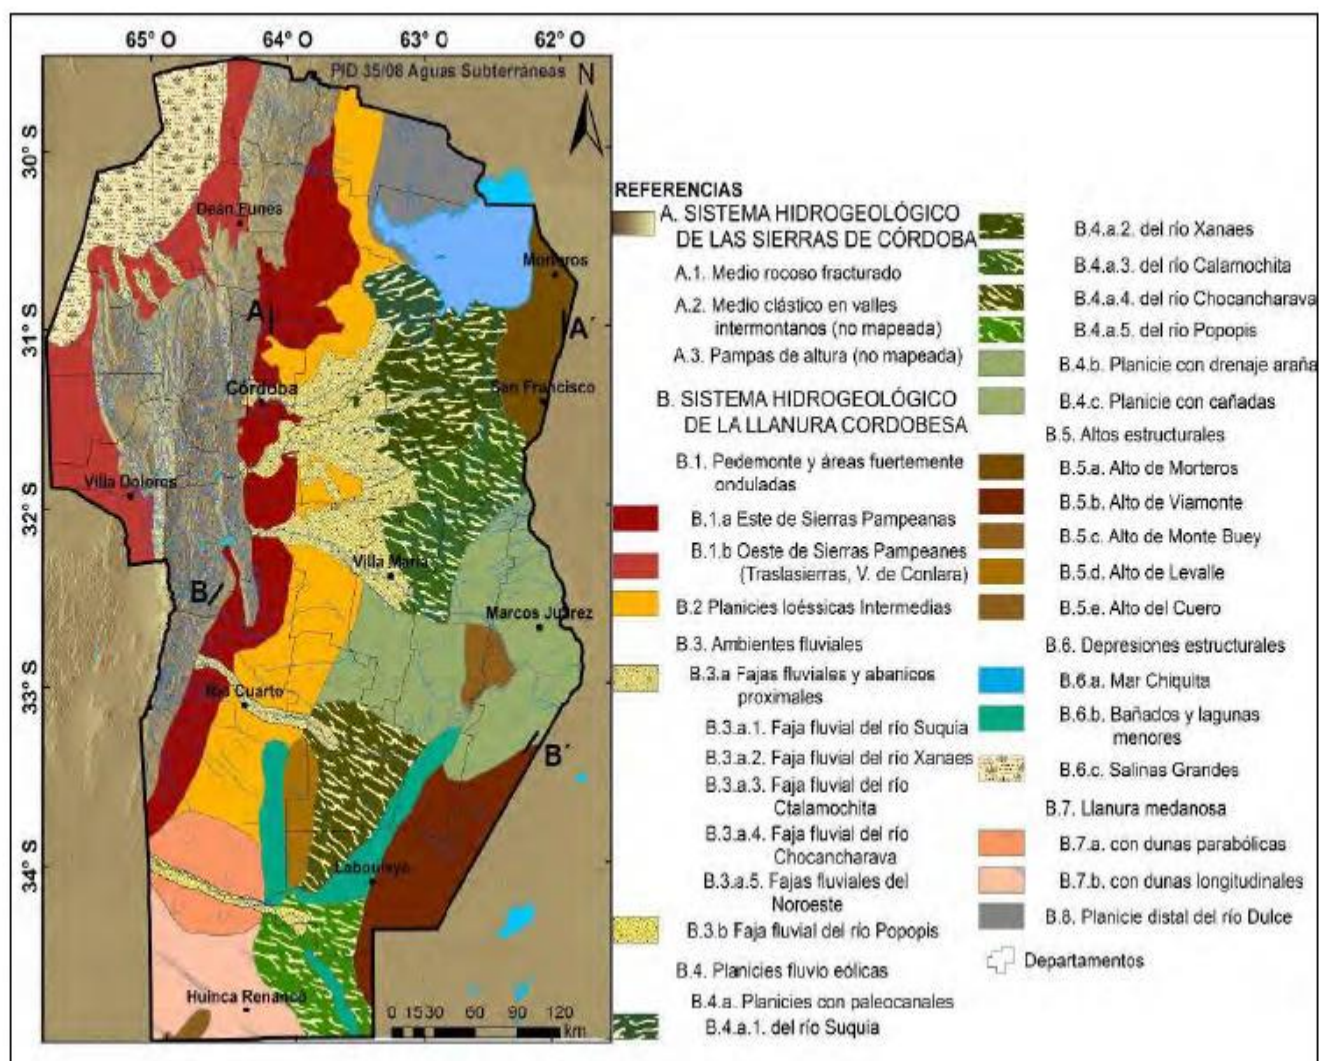 65° O
64° O
63° O
62° O
PID 35/08 Aguas Subterráneas
N
30° S
31° S
32° S
33° S
34° S
Deán Funes
Morteros
A
A´
Córdoba
San Francisco
Villa Dolores
Villa María
B
Marcos Juárez
Río Cuarto
B´
Laboulaye
Huinca Renancó
0 15 30 60 90 120
km
REFERENCIAS
A. SISTEMA HIDROGEOLÓGICO
DE LAS SIERRAS DE CÓRDOBA
A.1. Medio rocoso fracturado
A.2. Medio clástico en valles
intermontanos (no mapeada)
A.3. Pampas de altura (no mapeada)
B. SISTEMA HIDROGEOLÓGICO
DE LA LLANURA CORDOBESA
B.1. Pedemonte y áreas fuertemente
onduladas
B.1.a Este de Sierras Pampeanas
B.1.b Oeste de Sierras Pampeanes
(Traslasierras, V. de Conlara)
B.2 Planicies loéssicas Intermedias
B.3. Ambientes fluviales
B.3.a Fajas fluviales y abanicos
proximales
B.3.a.1. Faja fluvial del río Suquía
B.3.a.2. Faja fluvial del río Xanaes
B.3.a.3. Faja fluvial del río
Ctalamochita
B.3.a.4. Faja fluvial del río
Chocancharava
B.3.a.5. Fajas fluviales del
Noroeste
B.3.b Faja fluvial del río Popopis
B.4. Planicies fluvio eólicas
B.4.a. Planicies con paleocanales
B.4.a.1. del río Suquía
B.4.a.2. del río Xanaes
B.4.a.3. del río Calamochita
B.4.a.4. del río Chocancharava
B.4.a.5. del río Popopis
B.4.b. Planicie con drenaje araña
B.4.c. Planicie con cañadas
B.5. Altos estructurales
B.5.a. Alto de Morteros
B.5.b. Alto de Viamonte
B.5.c. Alto de Monte Buey
B.5.d. Alto de Levalle
B.5.e. Alto del Cuero
B.6. Depresiones estructurales
B.6.a. Mar Chiquita
B.6.b. Bañados y lagunas
menores
B.6.c. Salinas Grandes
B.7. Llanura medanosa
B.7.a. con dunas parabólicas
B.7.b. con dunas longitudinales
B.8. Planicie distal del río Dulce
Departamentos